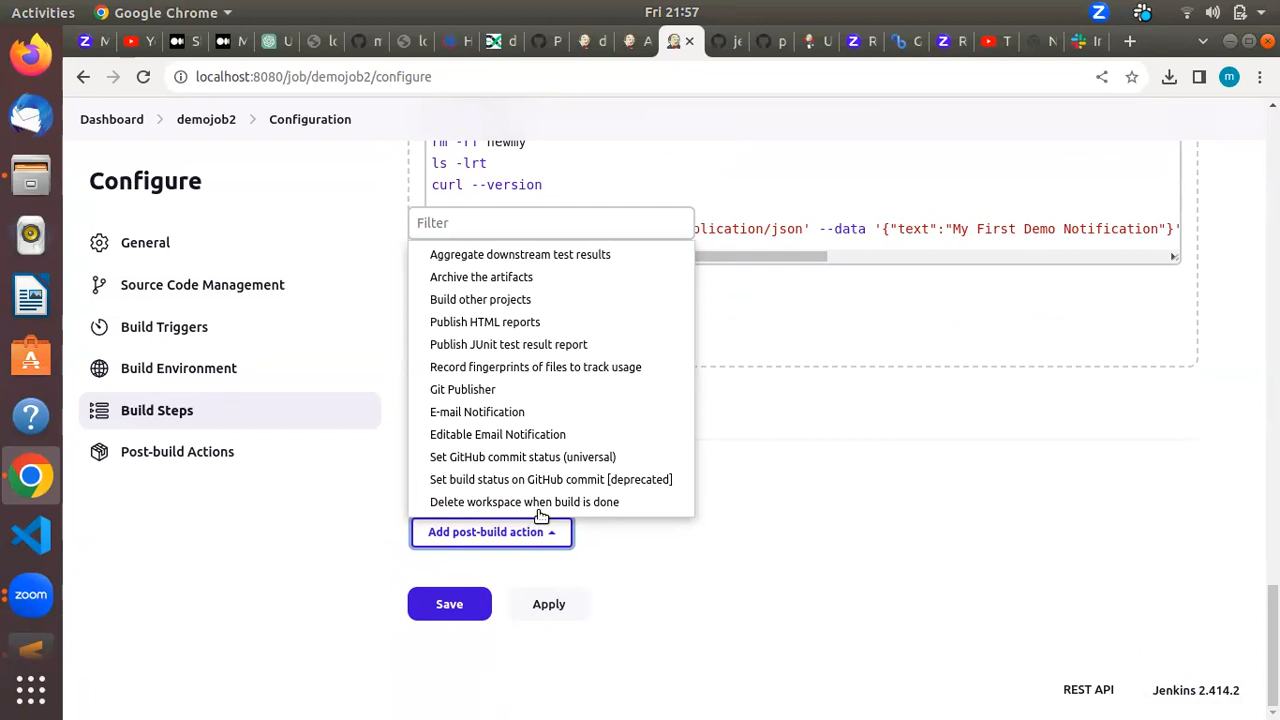 Activities
Google Chrome
Fri 21:57
localhost:8080/job/demojob2/configure
m
Dashboard
demojob2
Configuration
Configure
General
Source Code Management
Build Triggers
Build Environment
Build Steps
Post-build Actions
rm -rf newmy
ls -lrt
curl --version
plication/json' --data '{"text":"My First Demo Notification"}'
Filter
Aggregate downstream test results
Archive the artifacts
Build other projects
Publish HTML reports
Publish JUnit test result report
Record fingerprints of files to track usage
Git Publisher
E-mail Notification
Editable Email Notification
Set GitHub commit status (universal)
Set build status on GitHub commit [deprecated]
Delete workspace when build is done
Add post-build action
Save
Apply
REST API
Jenkins 2.414.2
zoom